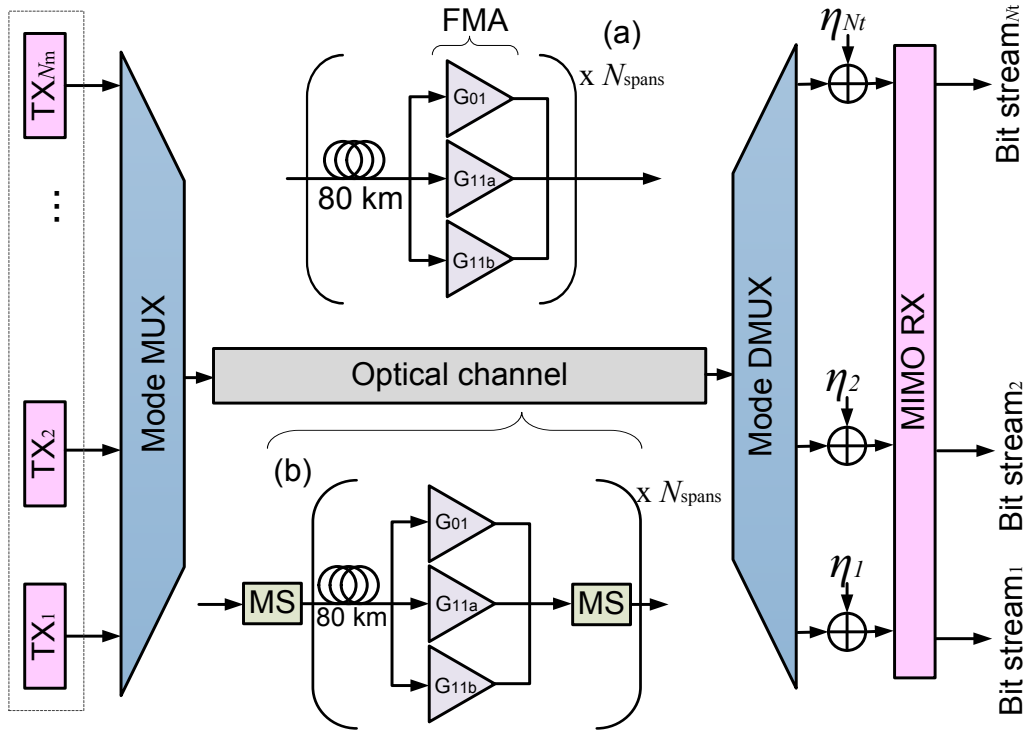 TXNm
...
TX2
TX1
Mode MUX
FMA
(a)
G01
G11a
G11b
80 km
x Nspans
Optical channel
(b)
MS
80 km
G01
G11a
G11b
MS
x Nspans
Mode DMUX
ηNt
η2
η1
MIMO RX
Bit streamNt
Bit stream2
Bit stream1